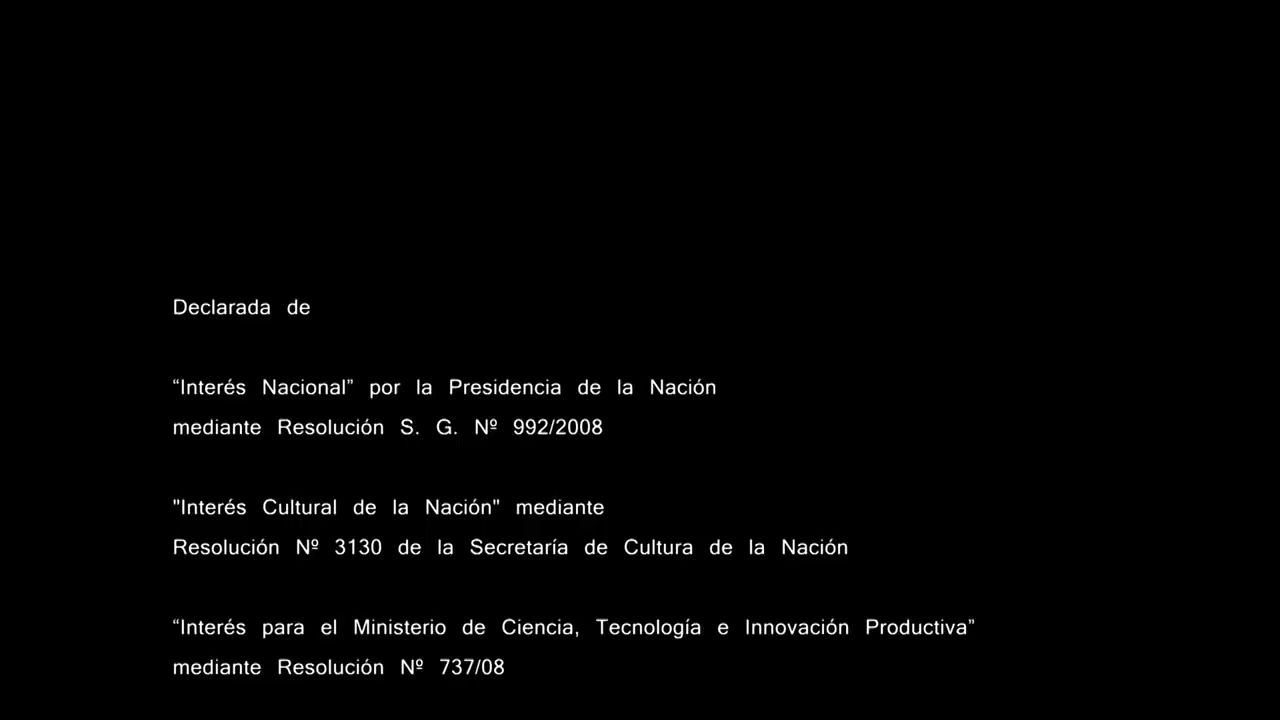 Declarada de
“Interés Nacional” por la Presidencia de la Nación
mediante Resolución S. G. Nº 992/2008
"Interés Cultural de la Nación" mediante
Resolución Nº 3130 de la Secretaría de Cultura de la Nación
“Interés para el Ministerio de Ciencia, Tecnología e Innovación Productiva”
mediante Resolución Nº 737/08